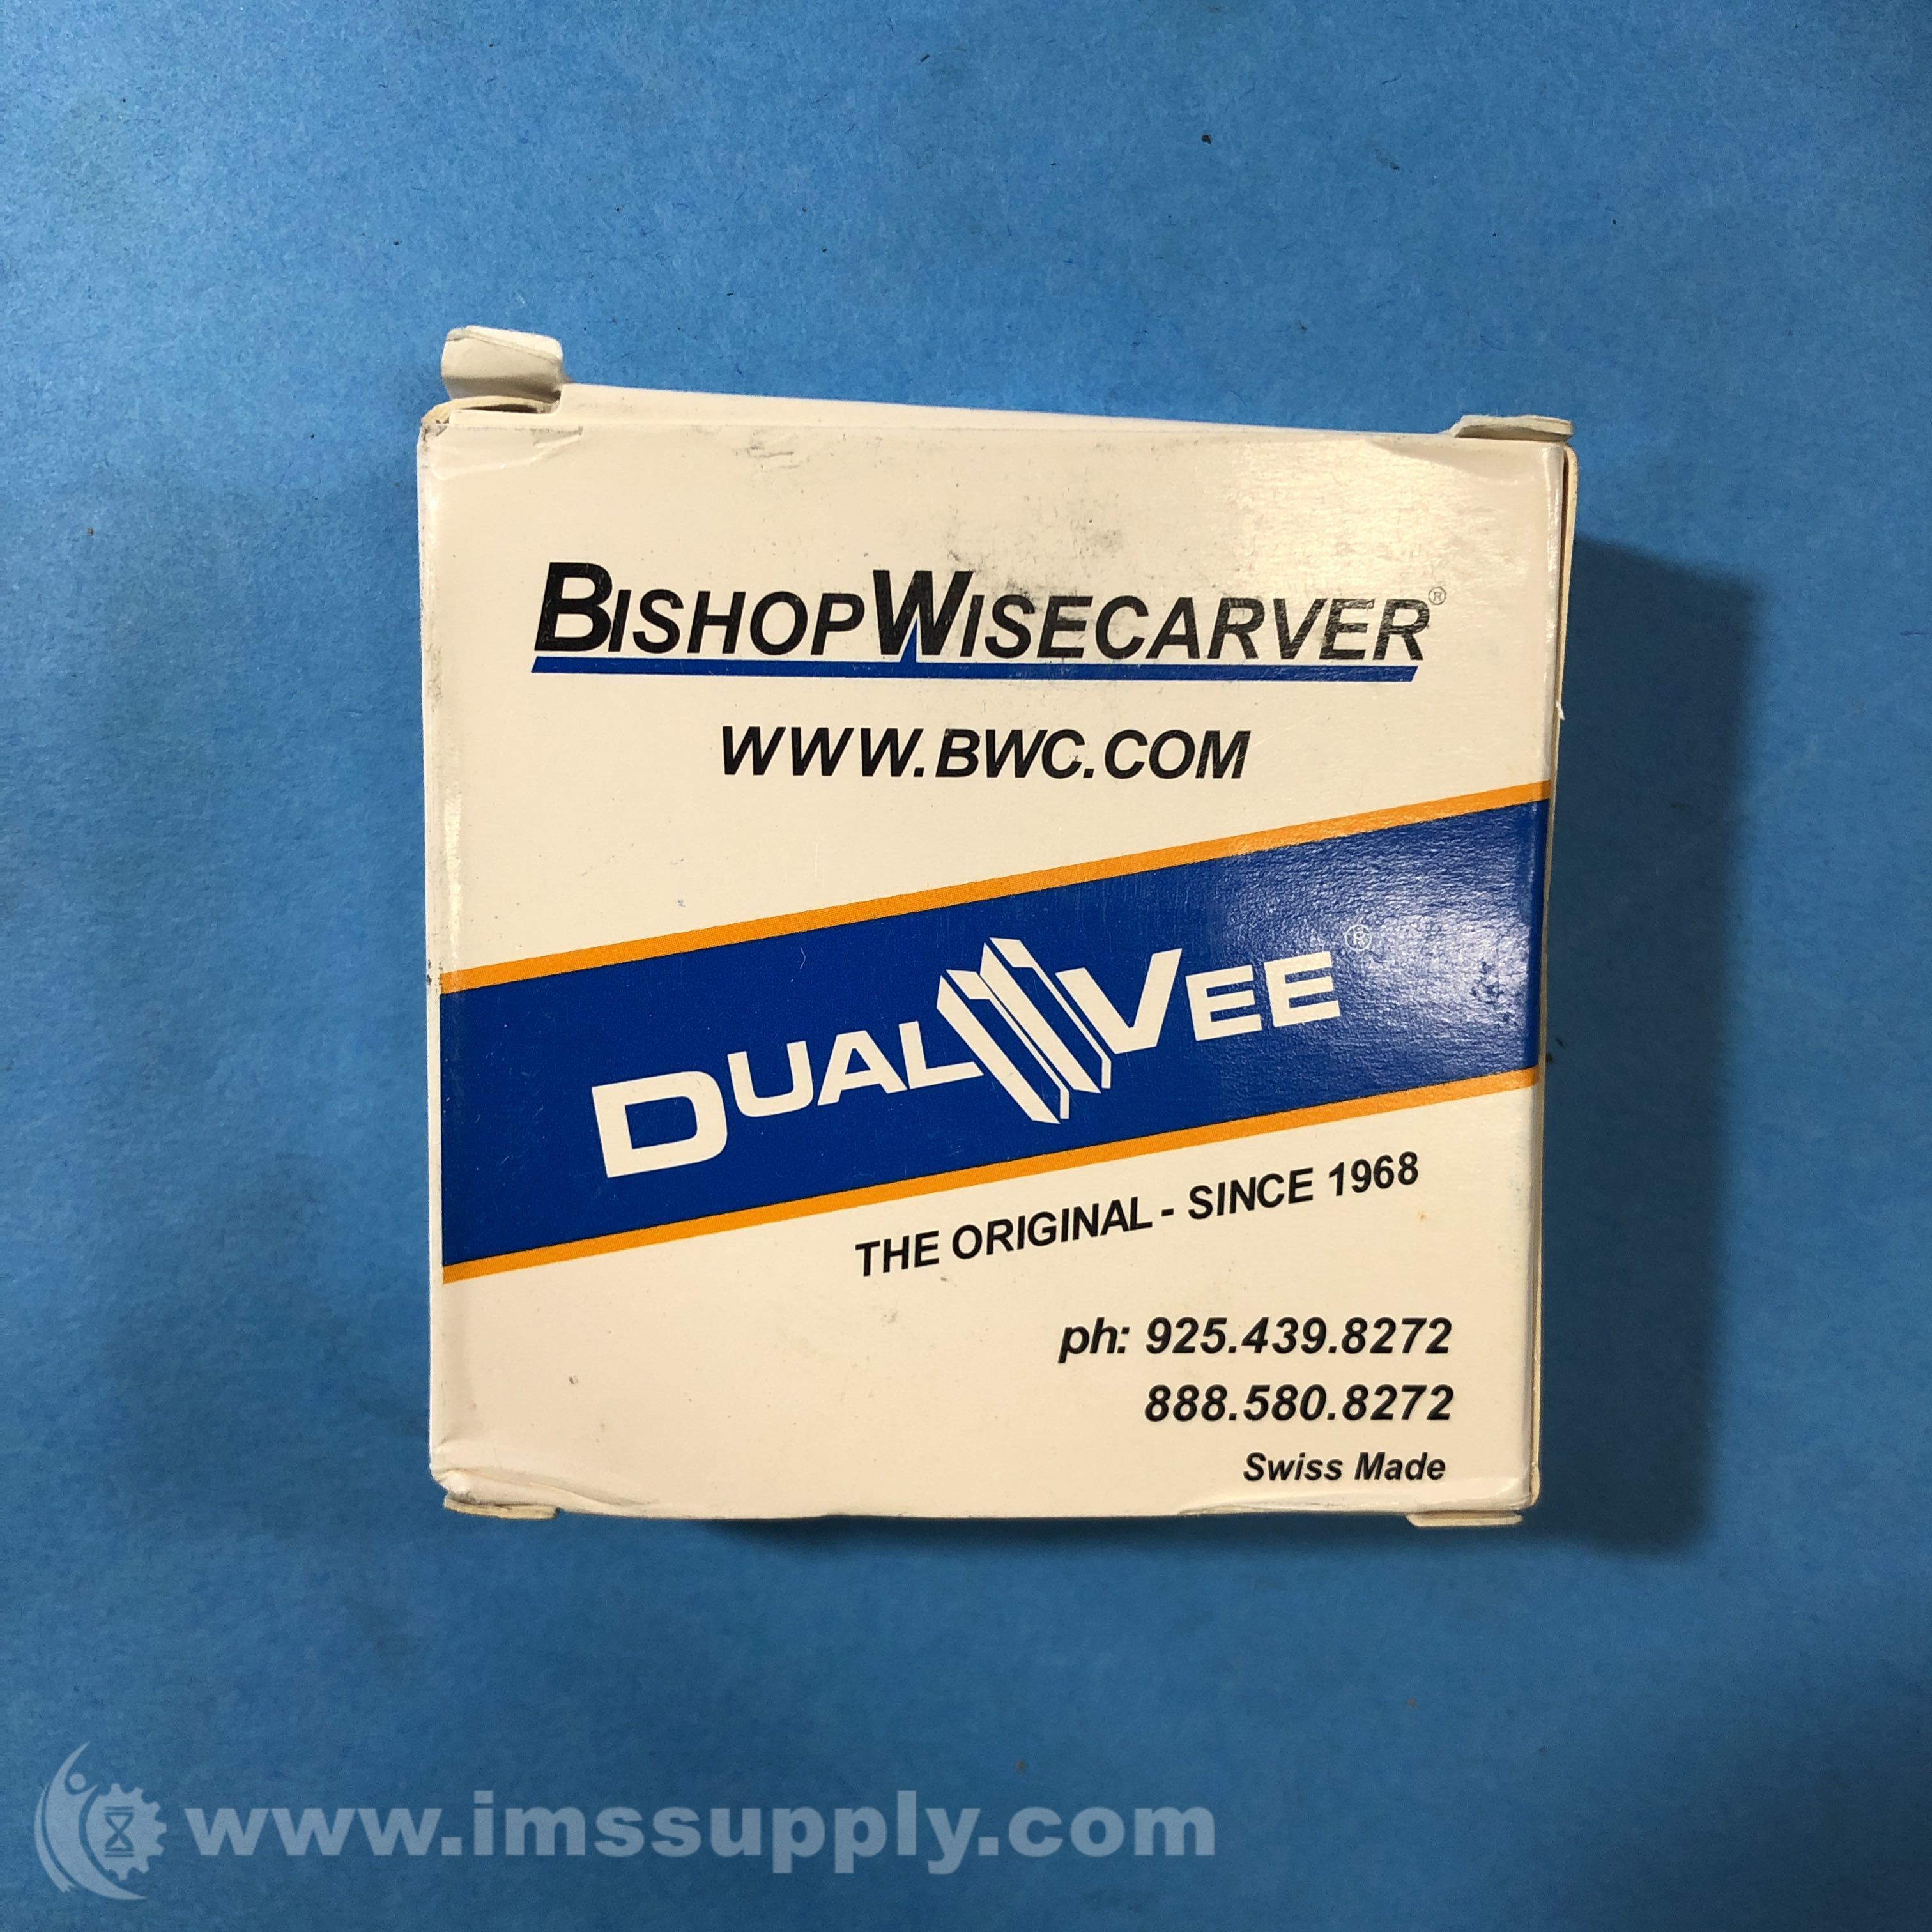 BISHOPWISECARVER®
WWW.BWC.COM
DUALVEE®
THE ORIGINAL - SINCE 1968
ph: 925.439.8272
888.580.8272
Swiss Made
www.imssupply.com